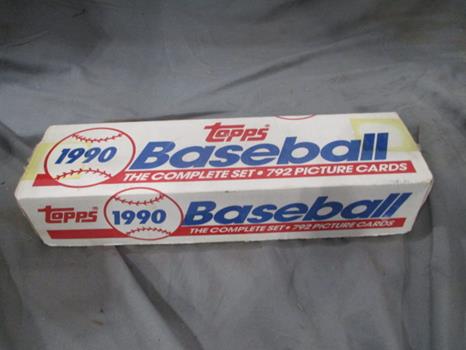 Topps®
1990 Baseball
THE COMPLETE SET • 792 PICTURE CARDS
Topps®
1990 Baseball
THE COMPLETE SET • 792 PICTURE CARDS